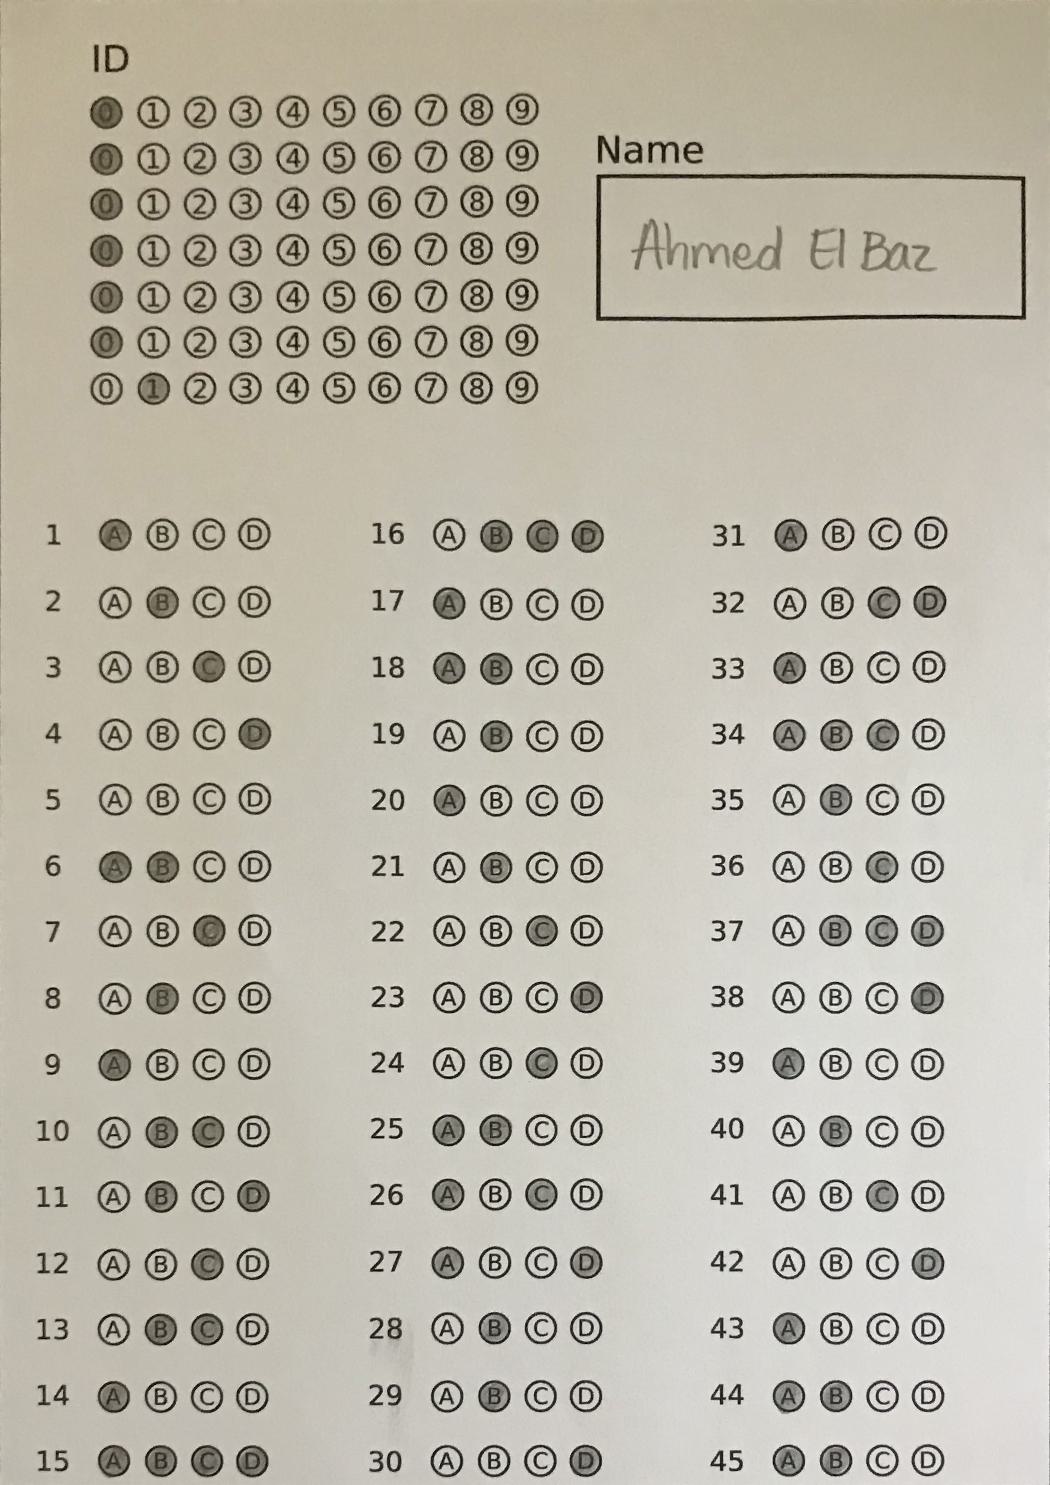 ID
0 1 2 3 4 5 6 7 8 9
0 1 2 3 4 5 6 7 8 9
Name
0 1 2 3 4 5 6 7 8 9
Ahmed El Baz
0 1 2 3 4 5 6 7 8 9
0 1 2 3 4 5 6 7 8 9
0 1 2 3 4 5 6 7 8 9
0 1 2 3 4 5 6 7 8 9
1 A B C D 16 A B C D 31 A B C D
2 A B C D 17 A B C D 32 A B C D
3 A B C D 18 A B C D 33 A B C D
4 A B C D 19 A B C D 34 A B C D
5 A B C D 20 A B C D 35 A B C D
6 A B C D 21 A B C D 36 A B C D
7 A B C D 22 A B C D 37 A B C D
8 A B C D 23 A B C D 38 A B C D
9 A B C D 24 A B C D 39 A B C D
10 A B C D 25 A B C D 40 A B C D
11 A B C D 26 A B C D 41 A B C D
12 A B C D 27 A B C D 42 A B C D
13 A B C D 28 A B C D 43 A B C D
14 A B C D 29 A B C D 44 A B C D
15 A B C D 30 A B C D 45 A B C D